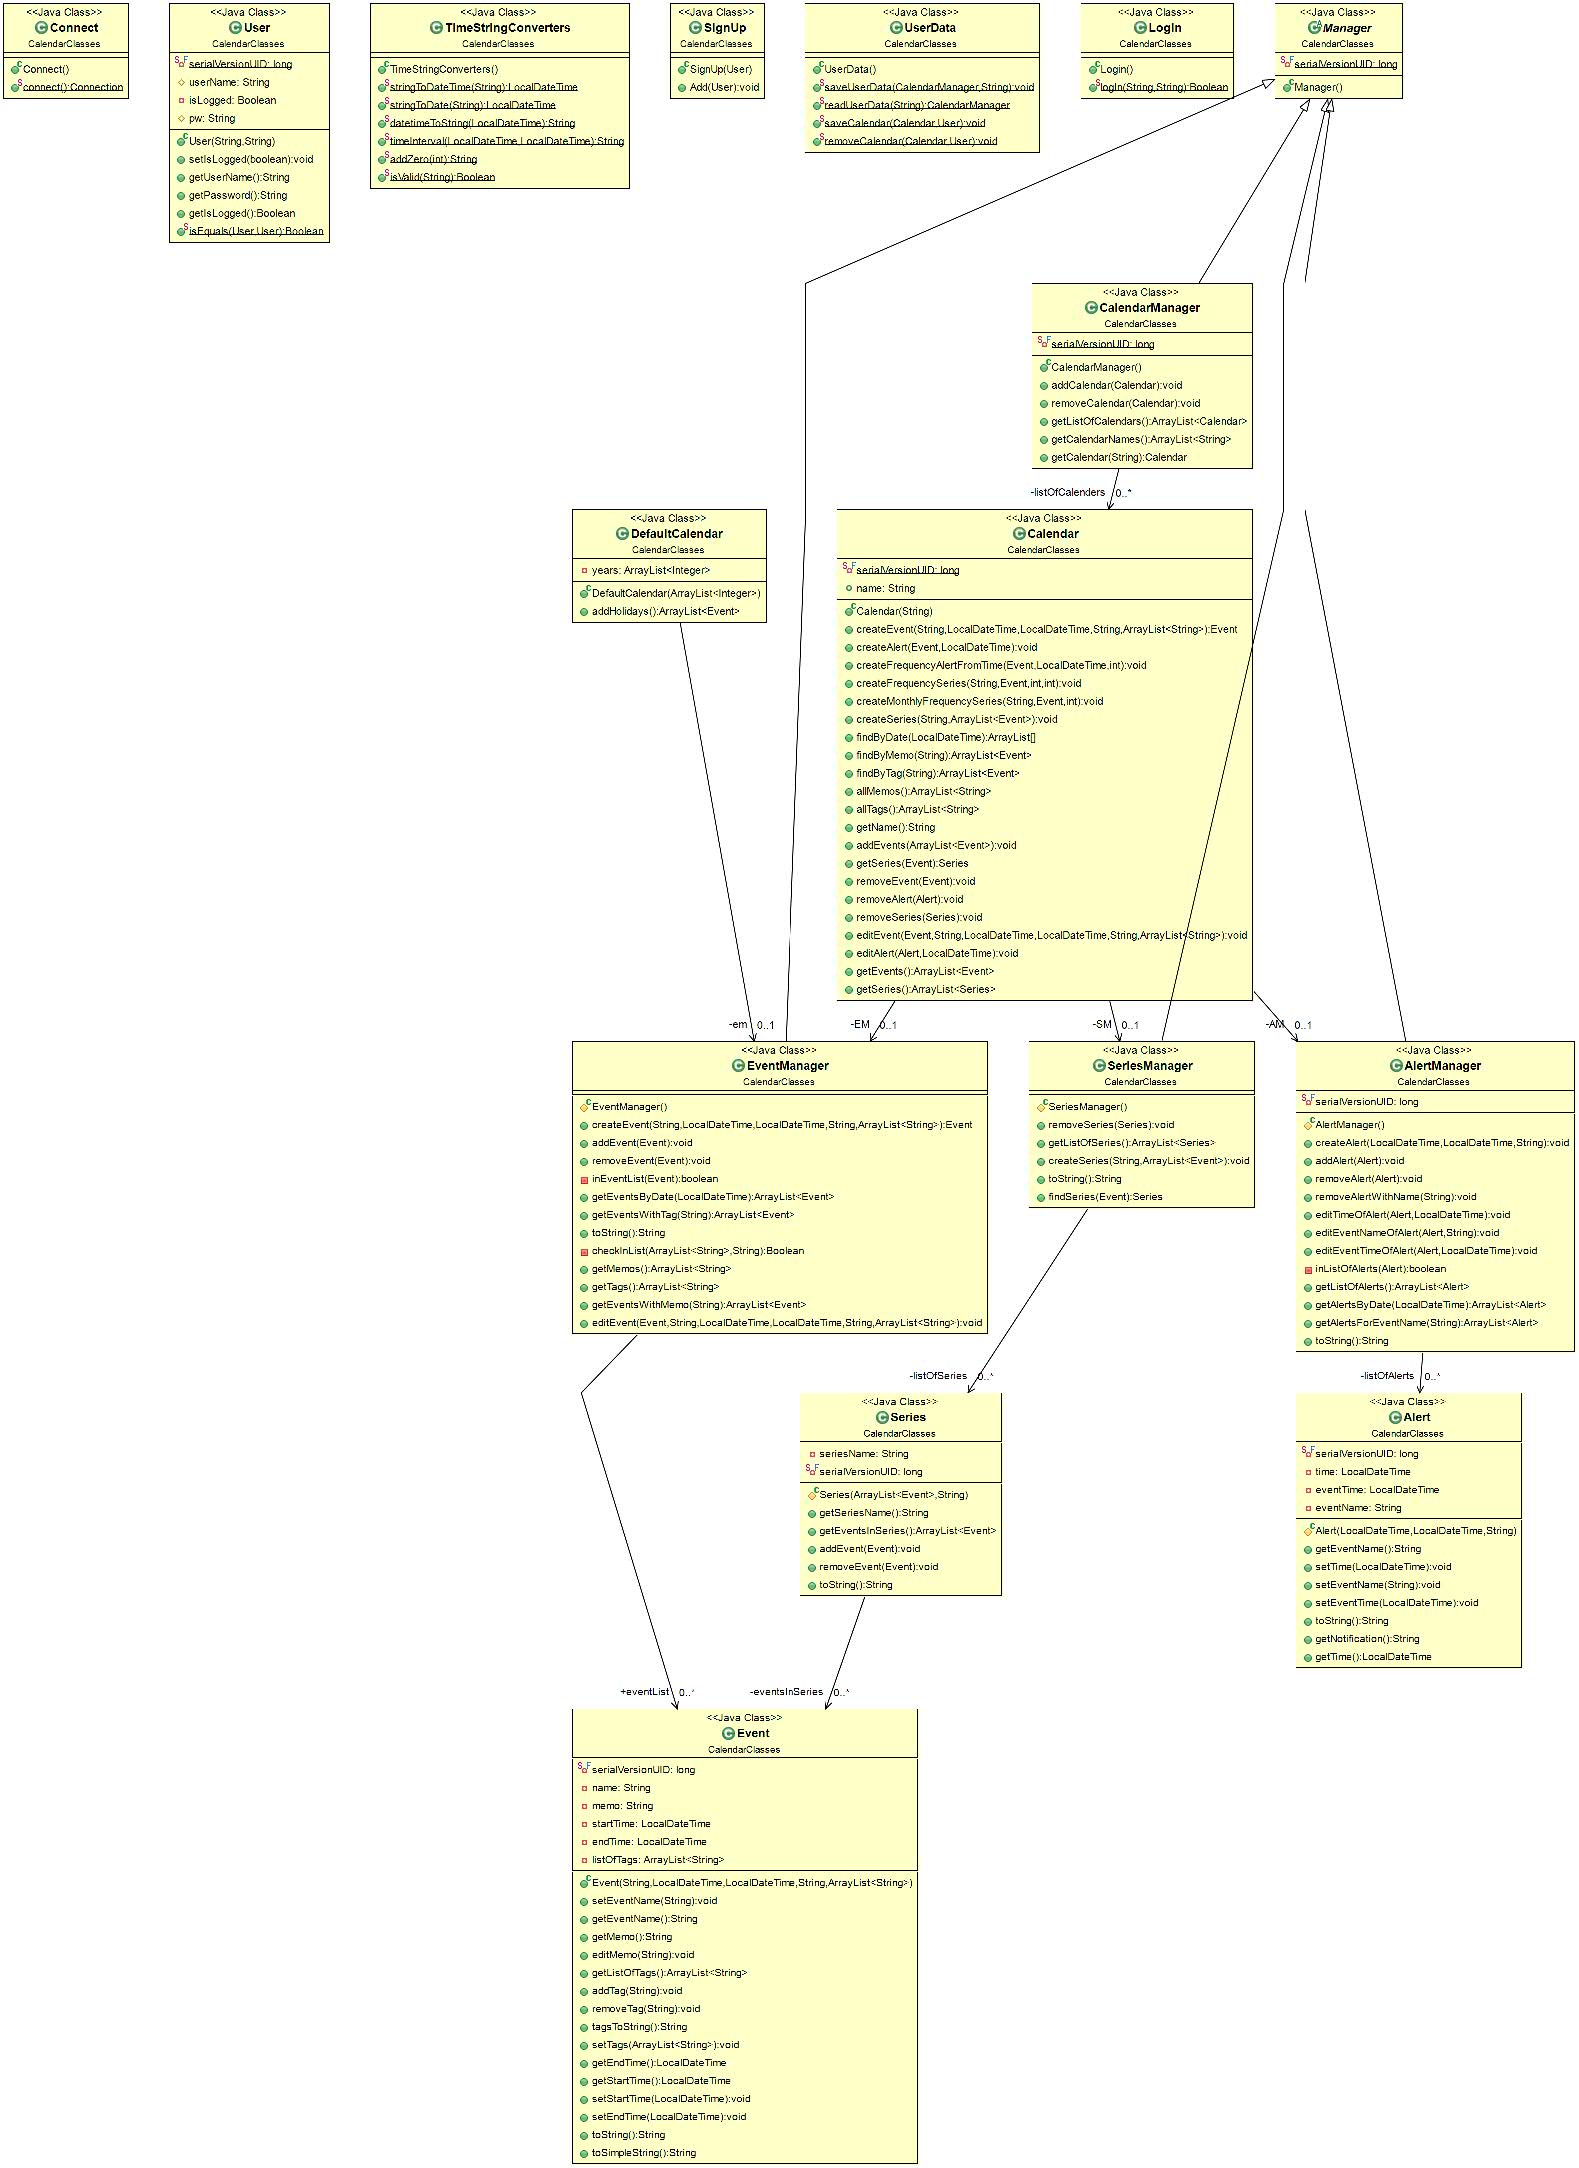 <<Java Class>>
Connect
CalendarClasses
Connect()
connect():Connection
<<Java Class>>
User
CalendarClasses
serialVersionUID: long
userName: String
isLogged: Boolean
pw: String
User(String,String)
setIsLogged(boolean):void
getUserName():String
getPassword():String
getIsLogged():Boolean
isEquals(User,User):Boolean
<<Java Class>>
TimeStringConverters
CalendarClasses
TimeStringConverters()
stringToDateTime(String):LocalDateTime
stringToDate(String):LocalDateTime
datetimeToString(LocalDateTime):String
timeInterval(LocalDateTime,LocalDateTime):String
addZero(int):String
isValid(String):Boolean
<<Java Class>>
SignUp
CalendarClasses
SignUp(User)
Add(User):void
<<Java Class>>
UserData
CalendarClasses
UserData()
saveUserData(CalendarManager,String):void
readUserData(String):CalendarManager
saveCalendar(Calendar,User):void
removeCalendar(Calendar,User):void
<<Java Class>>
Login
CalendarClasses
Login()
logIn(String,String):Boolean
<<Java Class>>
Manager
CalendarClasses
serialVersionUID: long
Manager()
<<Java Class>>
CalendarManager
CalendarClasses
serialVersionUID: long
CalendarManager()
addCalendar(Calendar):void
removeCalendar(Calendar):void
getListOfCalendars():ArrayList<Calendar>
getCalendarNames():ArrayList<String>
getCalendar(String):Calendar
-listOfCalenders 0..*
<<Java Class>>
DefaultCalendar
CalendarClasses
years: ArrayList<Integer>
DefaultCalendar(ArrayList<Integer>)
addHolidays():ArrayList<Event>
<<Java Class>>
Calendar
CalendarClasses
serialVersionUID: long
name: String
Calendar(String)
createEvent(String,LocalDateTime,LocalDateTime,String,ArrayList<String>):Event
createAlert(Event,LocalDateTime):void
createFrequencyAlertFromTime(Event,LocalDateTime,int):void
createFrequencySeries(String,Event,int,int):void
createMonthlyFrequencySeries(String,Event,int):void
createSeries(String,ArrayList<Event>):void
findByDate(LocalDateTime):ArrayList[]
findByMemo(String):ArrayList<Event>
findByTag(String):ArrayList<Event>
allMemos():ArrayList<String>
allTags():ArrayList<String>
getName():String
addEvents(ArrayList<Event>):void
getSeries(Event):Series
removeEvent(Event):void
removeAlert(Alert):void
removeSeries(Series):void
editEvent(Event,String,LocalDateTime,LocalDateTime,String,ArrayList<String>):void
editAlert(Alert,LocalDateTime):void
getEvents():ArrayList<Event>
getSeries():ArrayList<Series>
-em 0..1
-EM 0..1
-SM 0..1
-AM 0..1
<<Java Class>>
EventManager
CalendarClasses
EventManager()
createEvent(String,LocalDateTime,LocalDateTime,String,ArrayList<String>):Event
addEvent(Event):void
removeEvent(Event):void
inEventList(Event):boolean
getEventsByDate(LocalDateTime):ArrayList<Event>
getEventsWithTag(String):ArrayList<Event>
toString():String
checkInList(ArrayList<String>,String):Boolean
getMemos():ArrayList<String>
getTags():ArrayList<String>
getEventsWithMemo(String):ArrayList<Event>
editEvent(Event,String,LocalDateTime,LocalDateTime,String,ArrayList<String>):void
<<Java Class>>
SeriesManager
CalendarClasses
SeriesManager()
removeSeries(Series):void
getListOfSeries():ArrayList<Series>
createSeries(String,ArrayList<Event>):void
toString():String
findSeries(Event):Series
<<Java Class>>
AlertManager
CalendarClasses
serialVersionUID: long
AlertManager()
createAlert(LocalDateTime,LocalDateTime,String):void
addAlert(Alert):void
removeAlert(Alert):void
removeAlertWithName(String):void
editTimeOfAlert(Alert,LocalDateTime):void
editEventNameOfAlert(Alert,String):void
editEventTimeOfAlert(Alert,LocalDateTime):void
inListOfAlerts(Alert):boolean
getListOfAlerts():ArrayList<Alert>
getAlertsByDate(LocalDateTime):ArrayList<Alert>
getAlertsForEventName(String):ArrayList<Alert>
toString():String
-listOfSeries 0..*
-listOfAlerts 0..*
<<Java Class>>
Series
CalendarClasses
seriesName: String
serialVersionUID: long
Series(ArrayList<Event>,String)
getSeriesName():String
getEventsInSeries():ArrayList<Event>
addEvent(Event):void
removeEvent(Event):void
toString():String
<<Java Class>>
Alert
CalendarClasses
serialVersionUID: long
time: LocalDateTime
eventTime: LocalDateTime
eventName: String
Alert(LocalDateTime,LocalDateTime,String)
getEventName():String
setTime(LocalDateTime):void
setEventName(String):void
setEventTime(LocalDateTime):void
toString():String
getNotification():String
getTime():LocalDateTime
+eventList 0..*
-eventsInSeries 0..*
<<Java Class>>
Event
CalendarClasses
serialVersionUID: long
name: String
memo: String
startTime: LocalDateTime
endTime: LocalDateTime
listOfTags: ArrayList<String>
Event(String,LocalDateTime,LocalDateTime,String,ArrayList<String>)
setEventName(String):void
getEventName():String
getMemo():String
editMemo(String):void
getListOfTags():ArrayList<String>
addTag(String):void
removeTag(String):void
tagsToString():String
setTags(ArrayList<String>):void
getEndTime():LocalDateTime
getStartTime():LocalDateTime
setStartTime(LocalDateTime):void
setEndTime(LocalDateTime):void
toString():String
toSimpleString():String